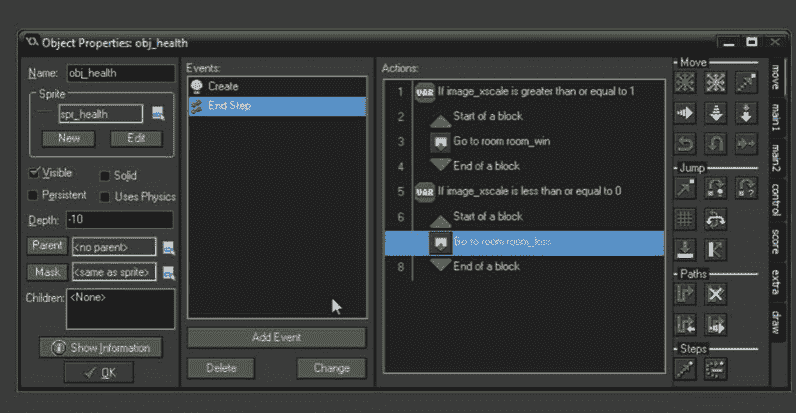 Object Properties: obj_health
Name: obj_health
Sprite
spr_health
New Edit
Visible Solid
Persistent Uses Physics
Depth: -10
Parent <no parent>
Mask <same as sprite>
Children: <None>
Show Information
OK
Events:
Create
End Step
Add Event
Delete Change
Actions:
1 VAR If image_xscale is greater than or equal to 1
2 Start of a block
3 Go to room room_win
4 End of a block
5 VAR If image_xscale is less than or equal to 0
6 Start of a block
Go to room room_loss
8 End of a block
Move
Jump
Paths
Steps
move
main1
main2
control
score
extra
draw